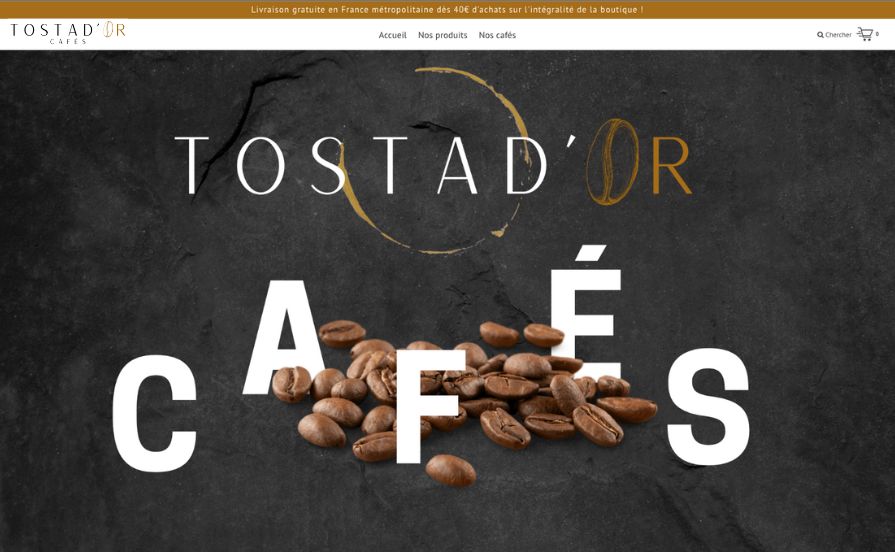 Livraison gratuite en France métropolitaine dès 40€ d'achats sur l'intégralité de la boutique !
TOSTAD'OR
CAFÉS
Accueil Nos produits Nos cafés
Chercher 0
TOSTAD'OR
CAFÉS